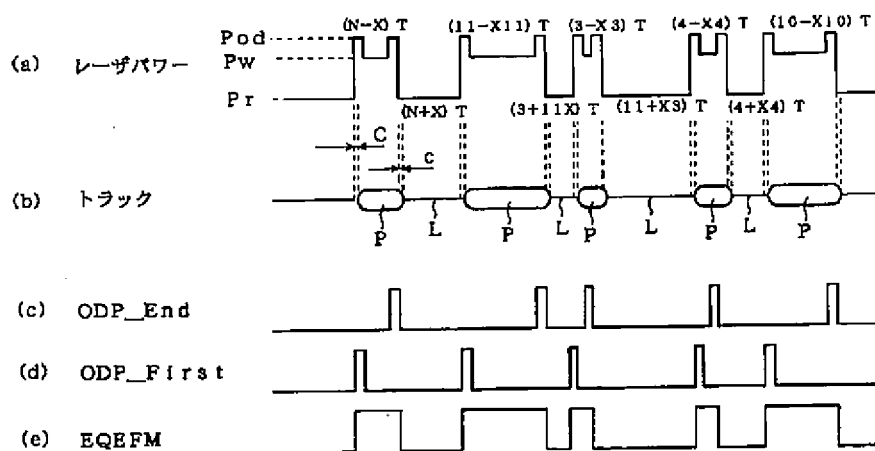 (N-X) T (11-X11) T (3-X3) T (4-X4) T (10-X10) T
Pod
(a) レーザパワー Pw
Pr
(N+X) T (3+11X) T (11+X3) T (4+X4) T
C
C
(b) トラック
P L P L P L P L P
(c) ODP_End
(d) ODP_First
(e) EQEFM